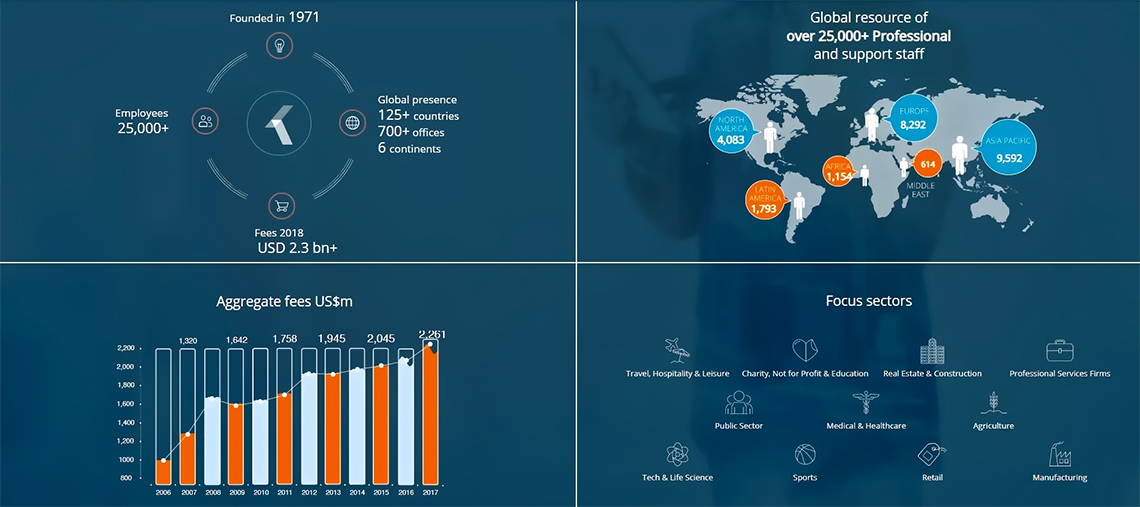 Founded in 1971
Employees
25,000+
Global presence
125+ countries
700+ offices
6 continents
Fees 2018
USD 2.3 bn+
Global resource of
over 25,000+ Professional
and support staff
NORTH
AMERICA
4,083
EUROPE
8,292
ASIA PACIFIC
9,592
AFRICA
1,154
614
MIDDLE
EAST
LATIN
AMERICA
1,793
Aggregate fees US$m
1,320
1,642
1,758
1,945
2,045
2,261
2,200
2,000
1,800
1,600
1,400
1,200
1000
800
2006 2007 2008 2009 2010 2011 2012 2013 2014 2015 2016 2017
Focus sectors
Travel, Hospitality & Leisure
Charity, Not for Profit & Education
Real Estate & Construction
Professional Services Firms
Public Sector
Medical & Healthcare
Agriculture
Tech & Life Science
Sports
Retail
Manufacturing